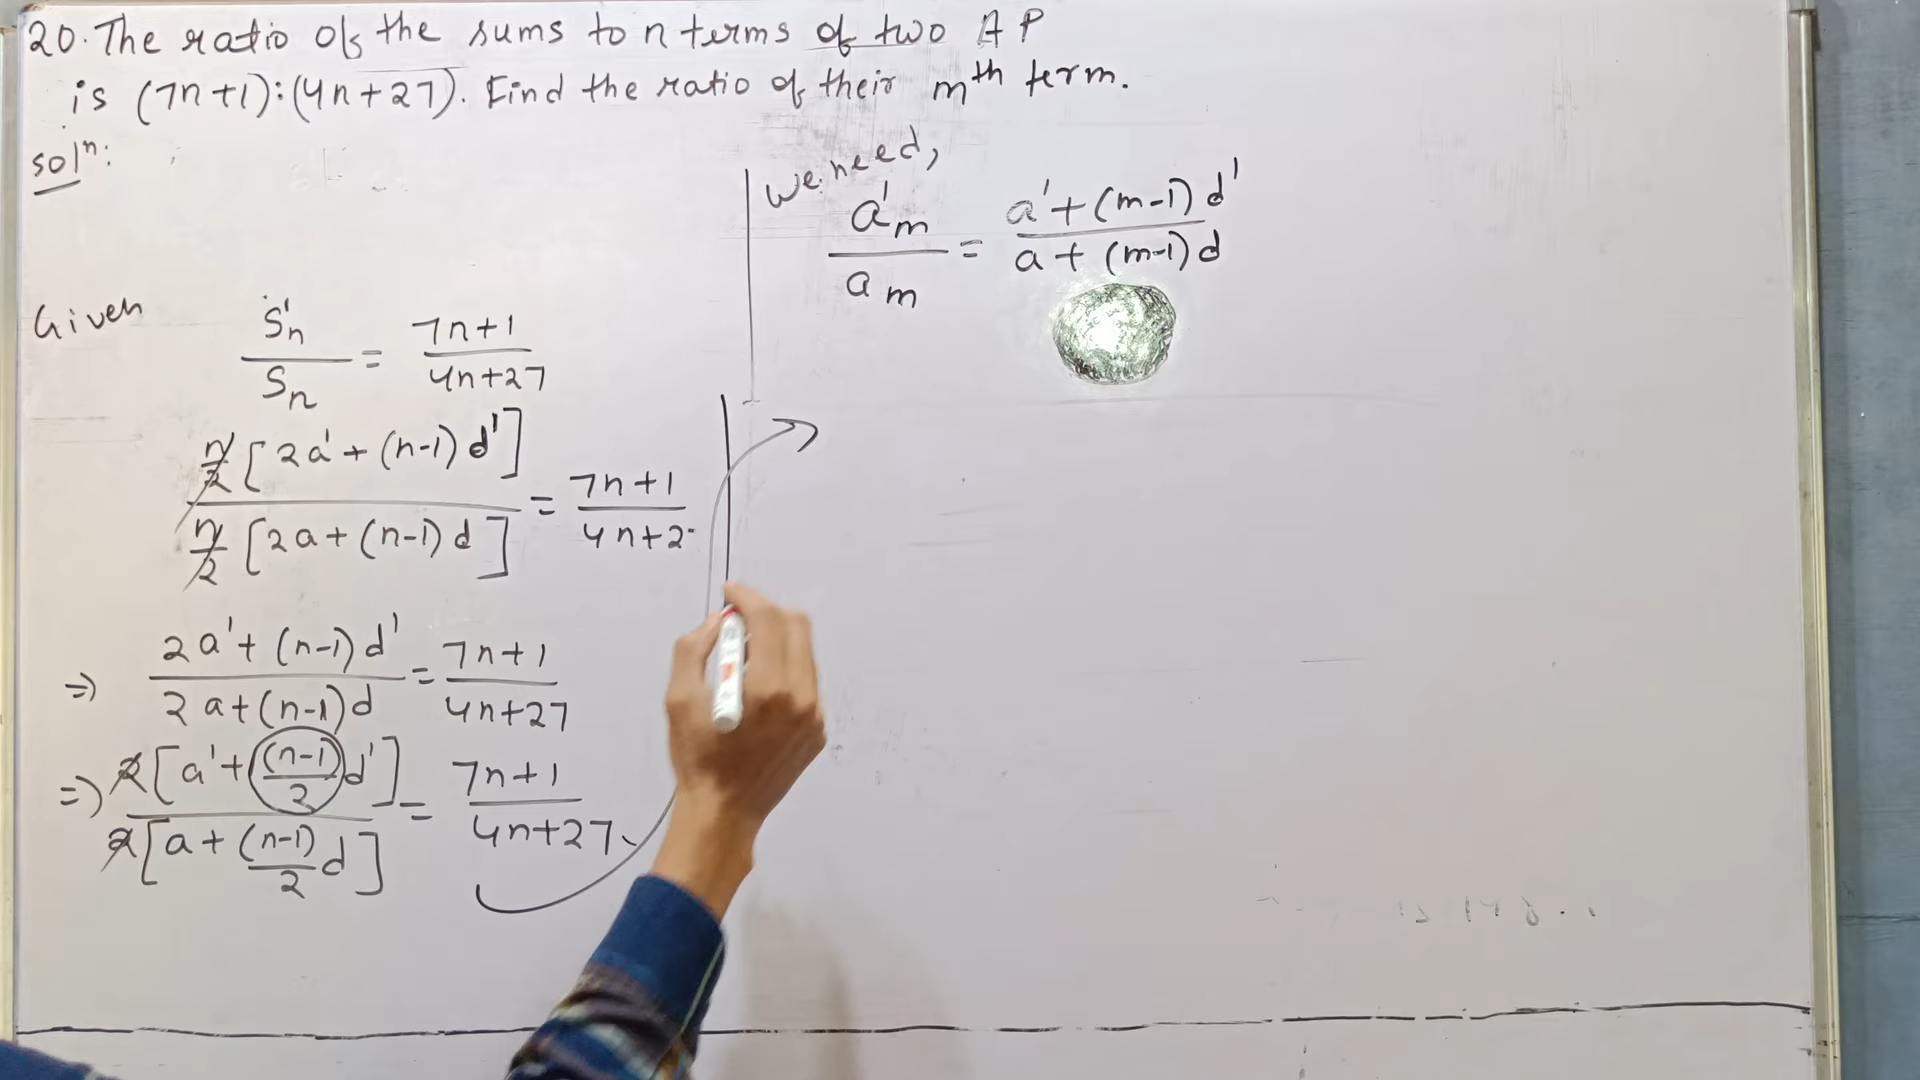 20. The ratio of the sums to n terms of two AP
is (7n+1):(4n+27). Find the ratio of their mth term.
solⁿ:
We need,
a'm / am = a'+(m-1)d' / a+(m-1)d
Given
S'n / Sn = 7n+1 / 4n+27
n/2 [2a'+(n-1)d'] / n/2 [2a+(n-1)d] = 7n+1 / 4n+2
⇒ 2a'+(n-1)d' / 2a+(n-1)d = 7n+1 / 4n+27
⇒ 2[a'+(n-1)/2 d'] / 2[a+(n-1)/2 d] = 7n+1 / 4n+27